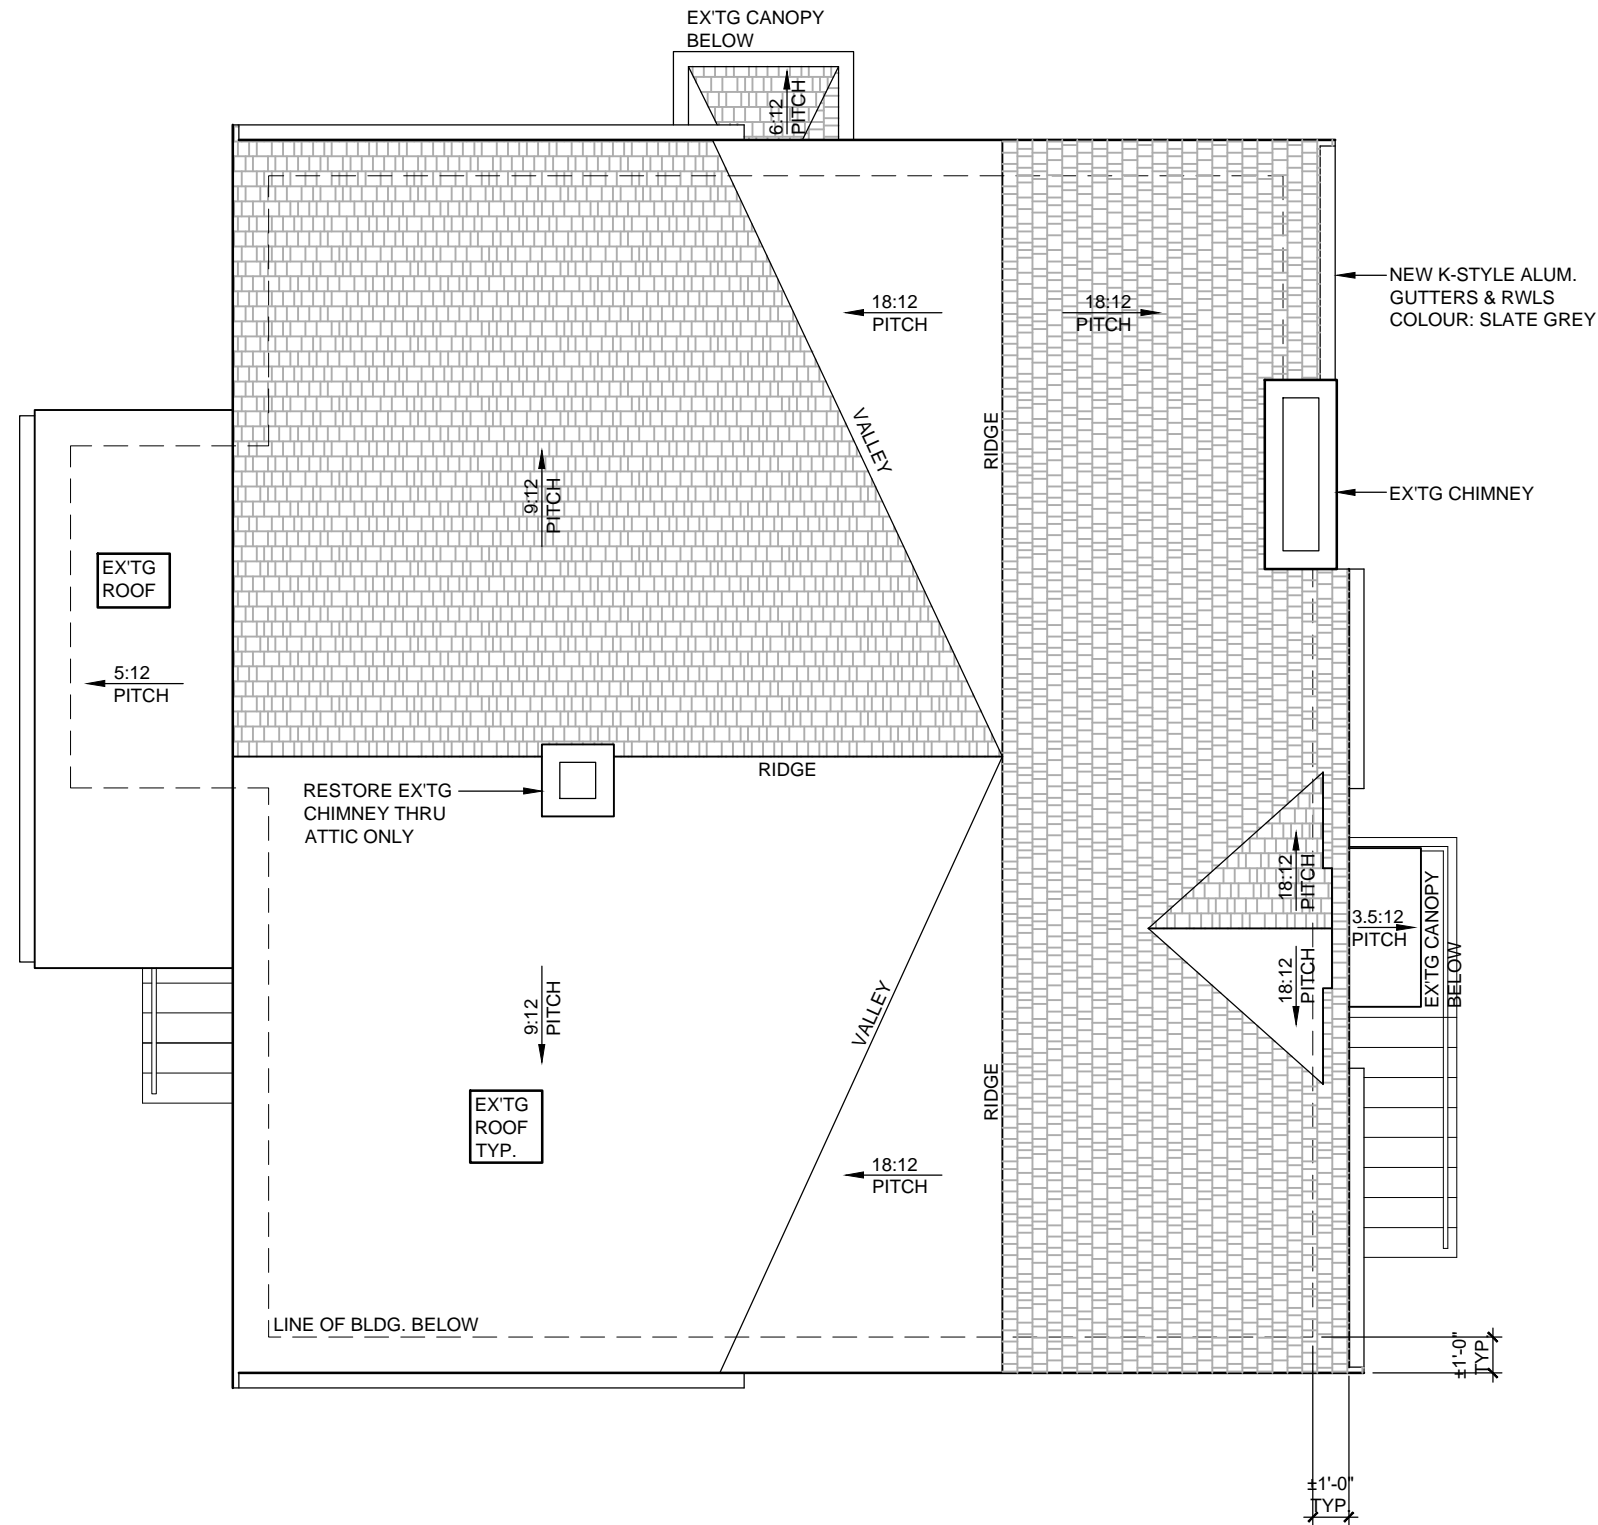 EX'TG CANOPY
BELOW
6:12
PITCH
NEW K-STYLE ALUM.
GUTTERS & RWLS
COLOUR: SLATE GREY
18:12
PITCH
18:12
PITCH
VALLEY
RIDGE
EX'TG CHIMNEY
9:12
PITCH
EX'TG
ROOF
5:12
PITCH
RIDGE
RESTORE EX'TG
CHIMNEY THRU
ATTIC ONLY
18:12
PITCH
18:12
PITCH
3.5:12
PITCH
EX'TG CANOPY
BELOW
9:12
PITCH
VALLEY
RIDGE
EX'TG
ROOF
TYP.
18:12
PITCH
LINE OF BLDG. BELOW
±1'-0"
TYP.
±1'-0"
TYP.